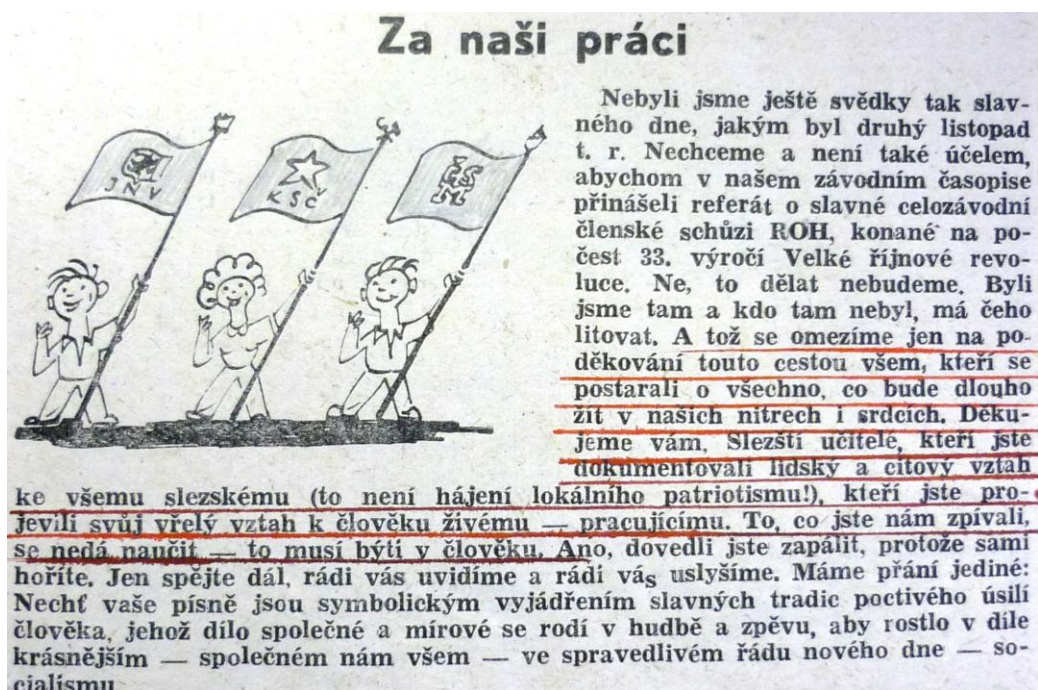 Za naši práci
JNV
KSČ
Nebyli jsme ještě svědky tak slav-
ného dne, jakým byl druhý listopad
t. r. Nechceme a není také účelem,
abychom v našem závodním časopise
přinášeli referát o slavné celozávodní
členské schůzi ROH, konané na po-
čest 33. výročí Velké říjnové revo-
luce. Ne, to dělat nebudeme. Byli
jsme tam a kdo tam nebyl, má čeho
litovat. A tož se omezíme jen na po-
děkování touto cestou všem, kteří se
postarali o všechno, co bude dlouho
žít v našich nitrech i srdcích. Děku-
jeme vám, Slezští učitelé, kteří jste
dokumentovali lidský a citový vztah
ke všemu slezskému (to není hájení lokálního patriotismu!), kteří jste pro-
jevili svůj vřelý vztah k člověku živému — pracujícímu. To, co jste nám zpívali,
se nedá naučit — to musí býti v člověku. Ano, dovedli jste zapálit, protože sami
hoříte. Jen spějte dál, rádi vás uvidíme a rádi vás uslyšíme. Máme přání jediné:
Nechť vaše písně jsou symbolickým vyjádřením slavných tradic poctivého úsilí
člověka, jehož dílo společné a mírové se rodí v hudbě a zpěvu, aby rostlo v díle
krásnějším — společném nám všem — ve spravedlivém řádu nového dne — so-
cialismu